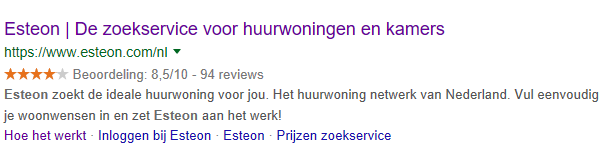 Esteon | De zoekservice voor huurwoningen en kamers
https://www.esteon.com/nl
Beoordeling: 8,5/10 - 94 reviews
Esteon zoekt de ideale huurwoning voor jou. Het huurwoning netwerk van Nederland. Vul eenvoudig
je woonwensen in en zet Esteon aan het werk!
Hoe het werkt · Inloggen bij Esteon · Esteon · Prijzen zoekservice